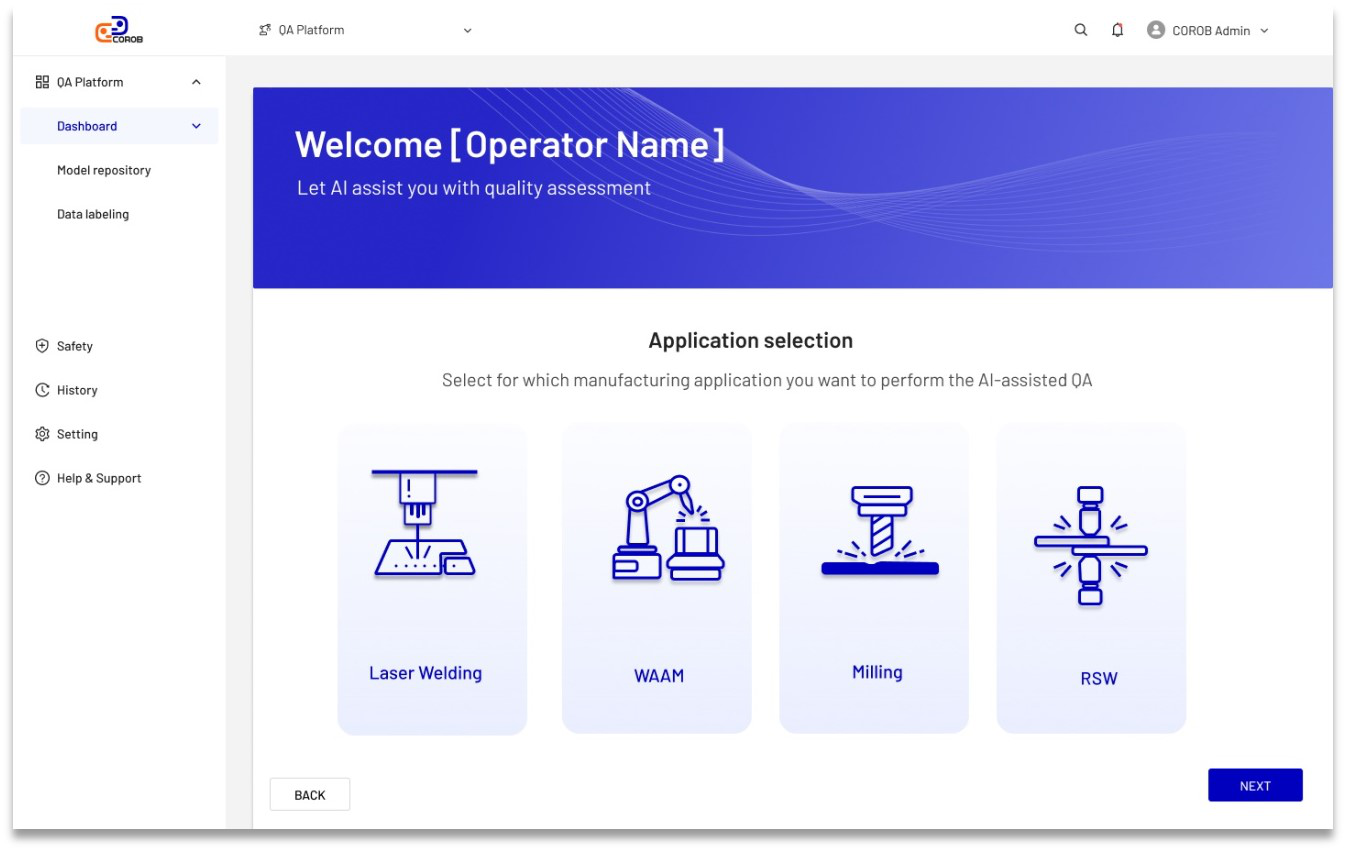 COROB
QA Platform
COROB Admin
QA Platform
Dashboard
Model repository
Data labeling
Safety
History
Setting
Help & Support
Welcome [Operator Name]
Let AI assist you with quality assessment
Application selection
Select for which manufacturing application you want to perform the AI-assisted QA
Laser Welding
WAAM
Milling
RSW
BACK
NEXT